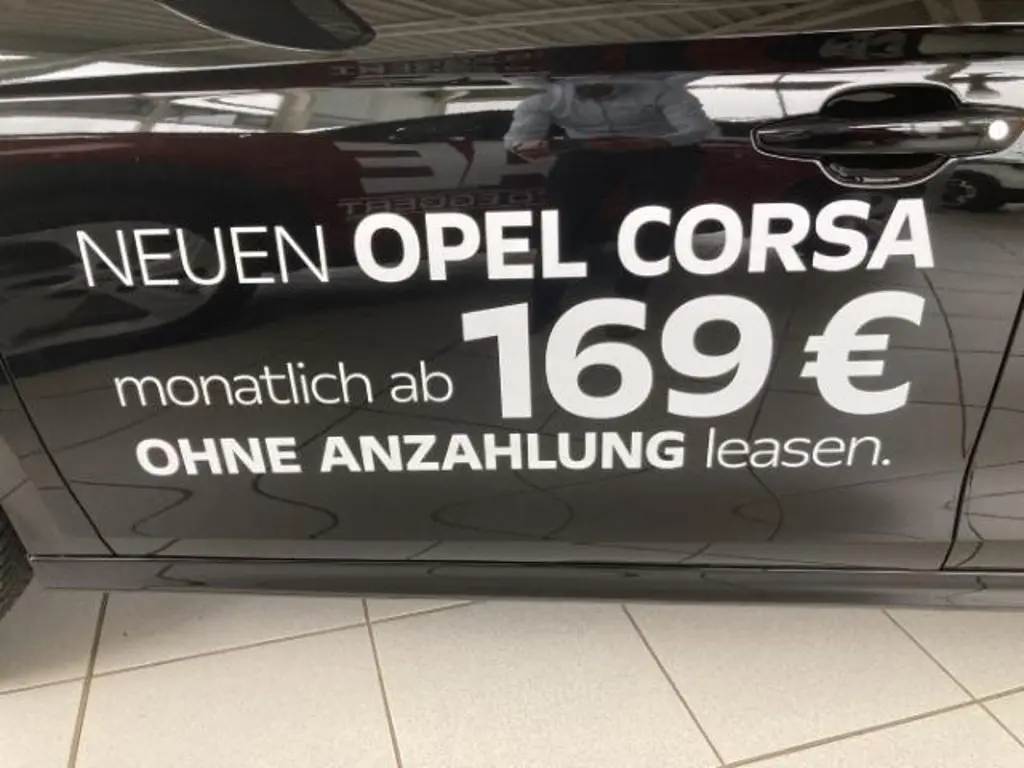 NEUEN OPEL CORSA
monatlich ab 169 €
OHNE ANZAHLUNG leasen.